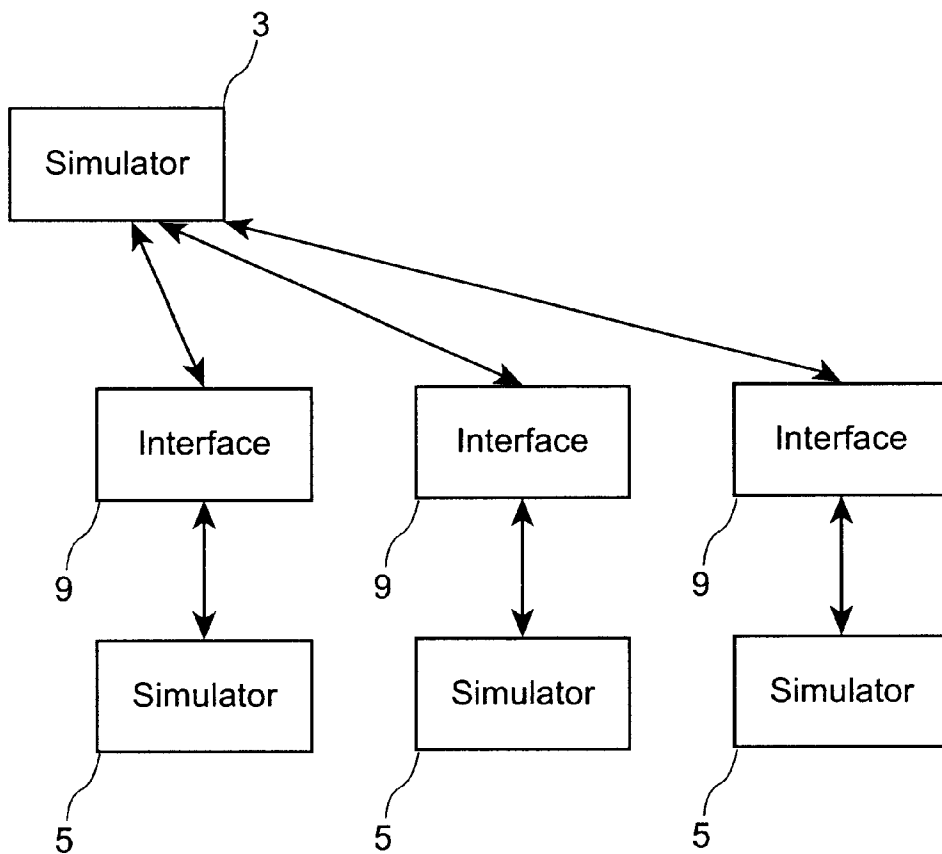 3
Simulator
Interface
Interface
Interface
9
9
9
Simulator
Simulator
Simulator
5
5
5